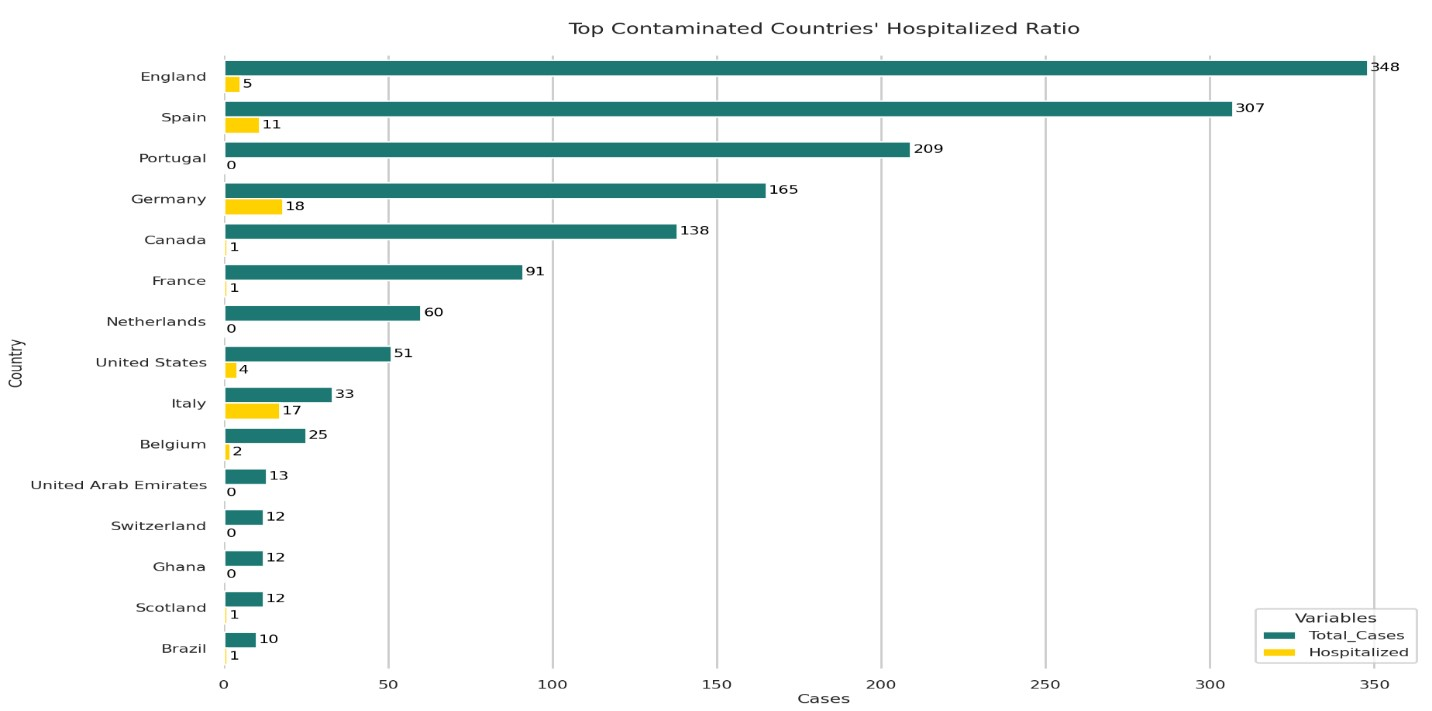 Top Contaminated Countries' Hospitalized Ratio
England
348
5
Spain
307
11
Portugal
209
0
Germany
165
18
Canada
138
1
France
91
1
Netherlands
60
0
United States
51
4
Italy
33
17
Belgium
25
2
United Arab Emirates
13
0
Switzerland
12
0
Ghana
12
0
Scotland
12
1
Brazil
10
1
Country
0 50 100 150 200 250 300 350
Cases
Variables
Total_Cases
Hospitalized